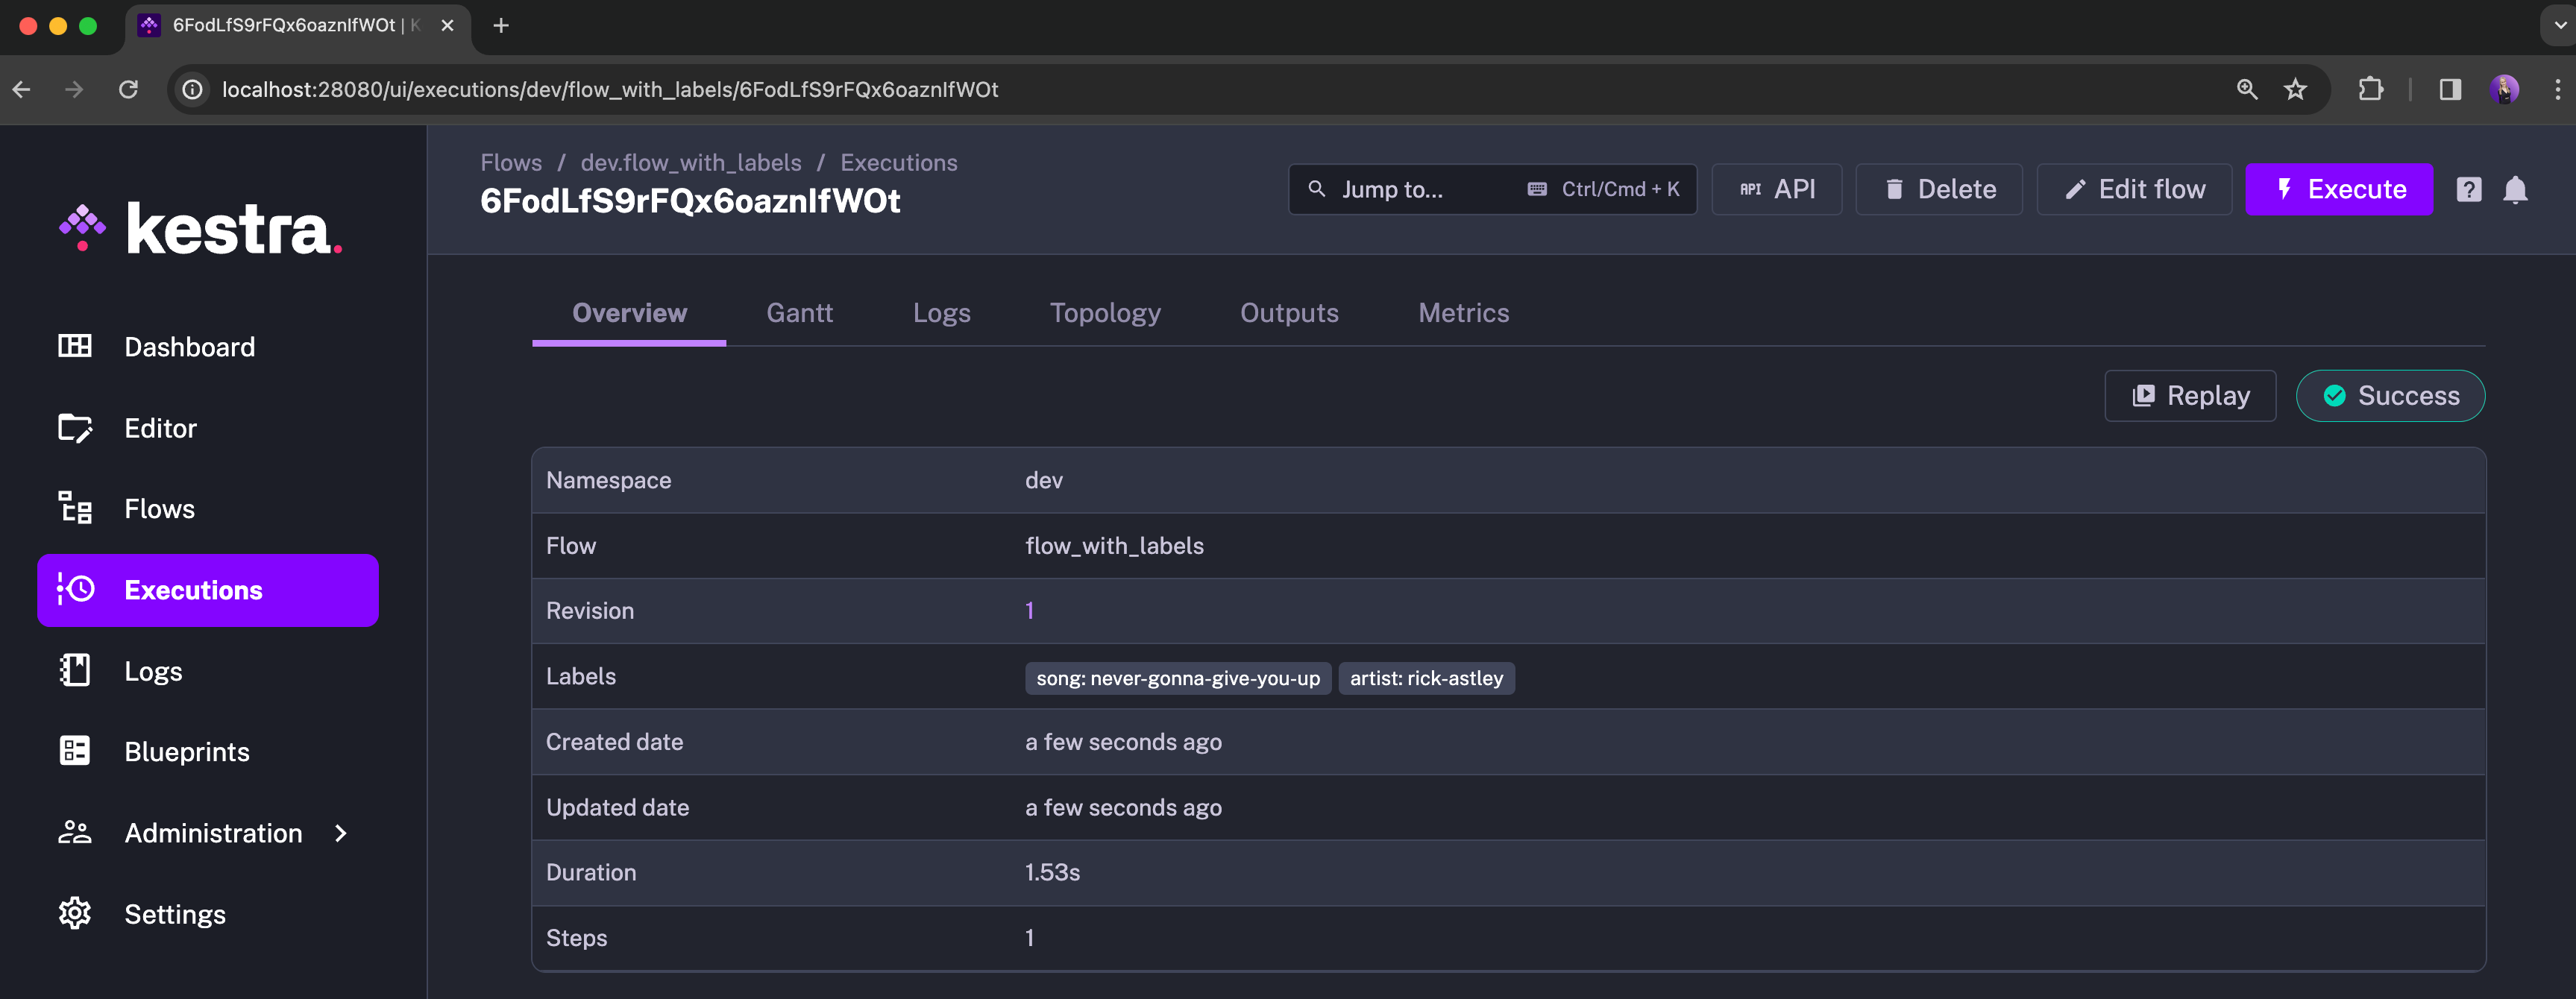 6FodLfS9rFQx6oaznIfWOt | K
localhost:28080/ui/executions/dev/flow_with_labels/6FodLfS9rFQx6oaznIfWOt
kestra.
Dashboard
Editor
Flows
Executions
Logs
Blueprints
Administration
Settings
Flows / dev.flow_with_labels / Executions
6FodLfS9rFQx6oaznIfWOt
Jump to... Ctrl/Cmd + K
API API
Delete
Edit flow
Execute
?
Overview Gantt Logs Topology Outputs Metrics
Replay Success
Namespace dev
Flow flow_with_labels
Revision 1
Labels song: never-gonna-give-you-up artist: rick-astley
Created date a few seconds ago
Updated date a few seconds ago
Duration 1.53s
Steps 1